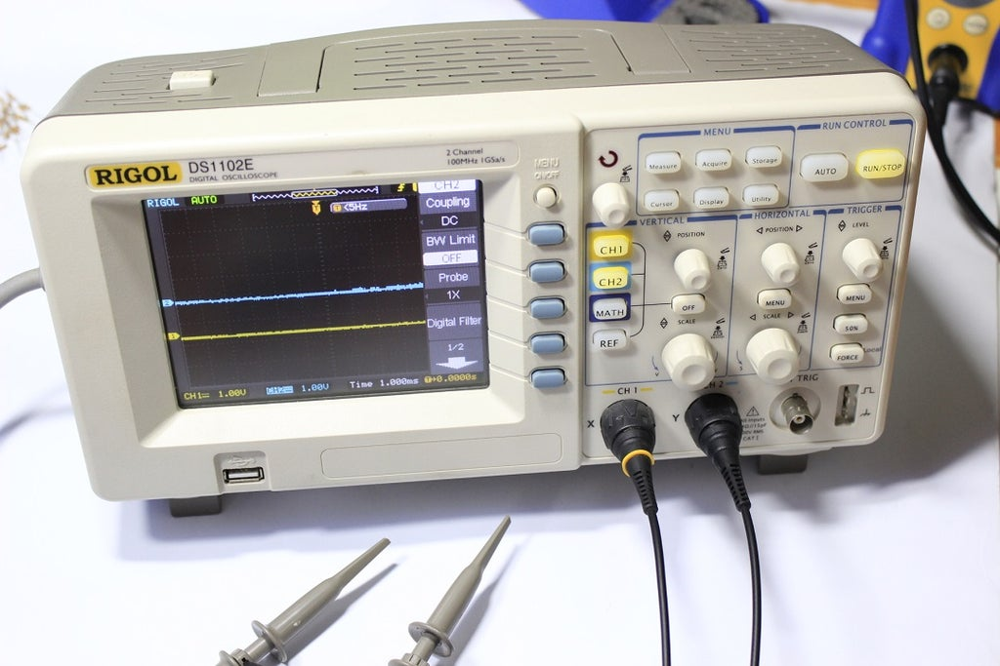 RIGOL DS1102E
DIGITAL OSCILLOSCOPE
2 Channel
100MHz 1GSa/s
MENU
ON/OFF
RIGOL AUTO
T <5Hz
CH2
Coupling
DC
BW Limit
OFF
Probe
1X
Digital Filter
1/2
CH1 1.00V CH2 1.00V Time 1.000ms T→0.0000s
MENU
Measure Acquire Storage
Cursor Display Utility
RUN CONTROL
AUTO RUN/STOP
VERTICAL
CH1
CH2
MATH
REF
POSITION
OFF
SCALE
HORIZONTAL
POSITION
MENU
SCALE
TRIGGER
LEVEL
MENU
50%
FORCE
Local
CH 1
X
CH 2
Y
CAT I
TRIG